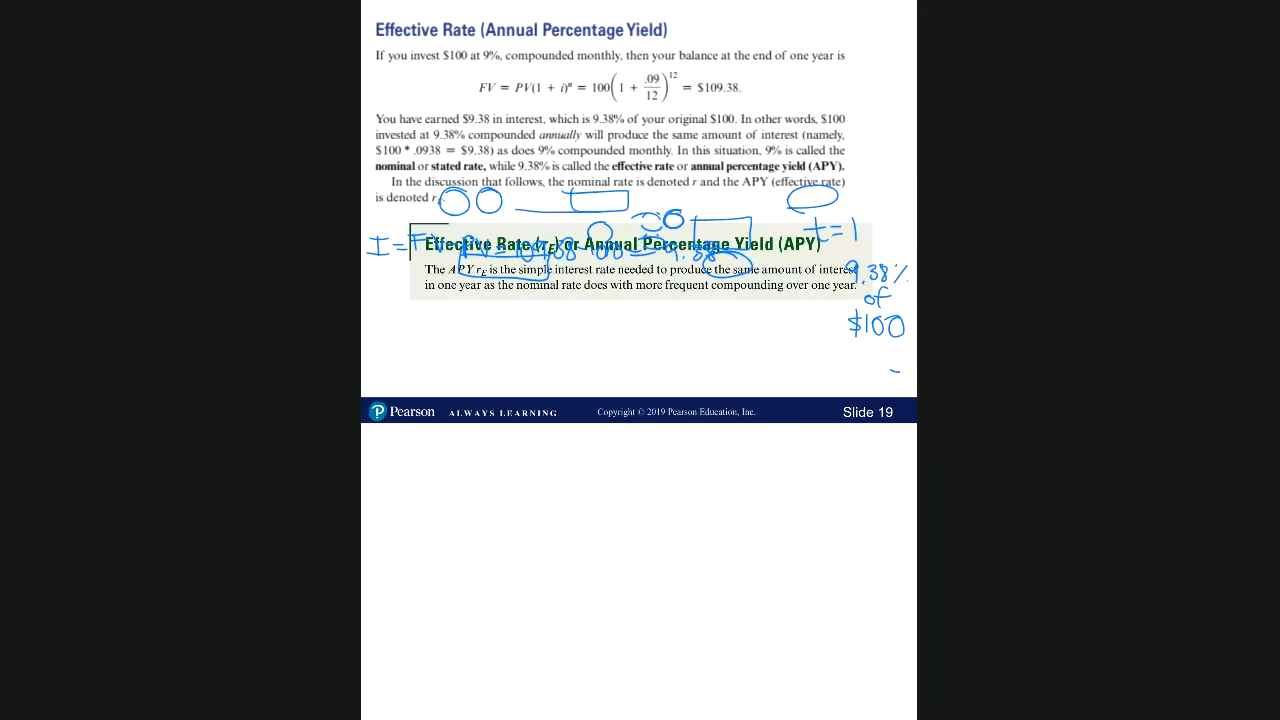 Effective Rate (Annual Percentage Yield)
If you invest $100 at 9%, compounded monthly, then your balance at the end of one year is
FV = PV(1 + i)ⁿ = 100(1 + .09/12)¹² = $109.38.
You have earned $9.38 in interest, which is 9.38% of your original $100. In other words, $100
invested at 9.38% compounded annually will produce the same amount of interest (namely,
$100 * .0938 = $9.38) as does 9% compounded monthly. In this situation, 9% is called the
nominal or stated rate, while 9.38% is called the effective rate or annual percentage yield (APY).
In the discussion that follows, the nominal rate is denoted r and the APY (effective rate)
is denoted r_E.
t = 1
I = FV - PV = 109.38 - 100 = 9.38
Effective Rate (r_E) or Annual Percentage Yield (APY)
The APY r_E is the simple interest rate needed to produce the same amount of interest
in one year as the nominal rate does with more frequent compounding over one year.
9.38%
of
$100
Pearson ALWAYS LEARNING Copyright © 2019 Pearson Education, Inc. Slide 19